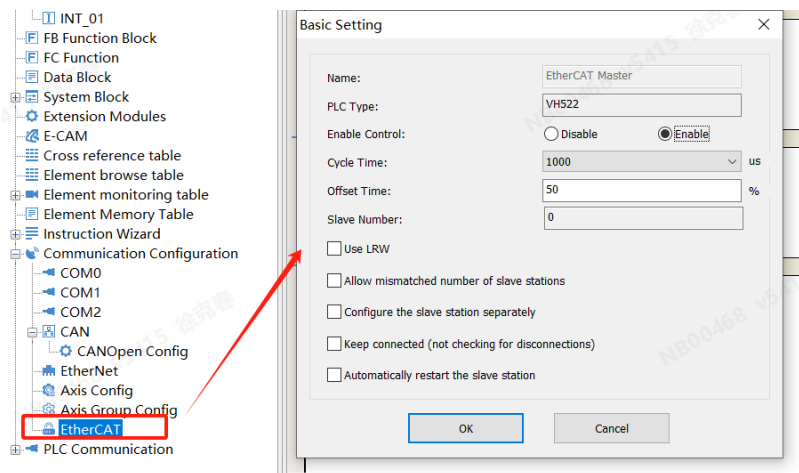 INT_01
FB Function Block
FC Function
Data Block
System Block
Extension Modules
E-CAM
Cross reference table
Element browse table
Element monitoring table
Element Memory Table
Instruction Wizard
Communication Configuration
COM0
COM1
COM2
CAN
CANOpen Config
EtherNet
Axis Config
Axis Group Config
EtherCAT
PLC Communication
Basic Setting
Name: EtherCAT Master
PLC Type: VH522
Enable Control: Disable Enable
Cycle Time: 1000 us
Offset Time: 50 %
Slave Number: 0
Use LRW
Allow mismatched number of slave stations
Configure the slave station separately
Keep connected (not checking for disconnections)
Automatically restart the slave station
OK Cancel